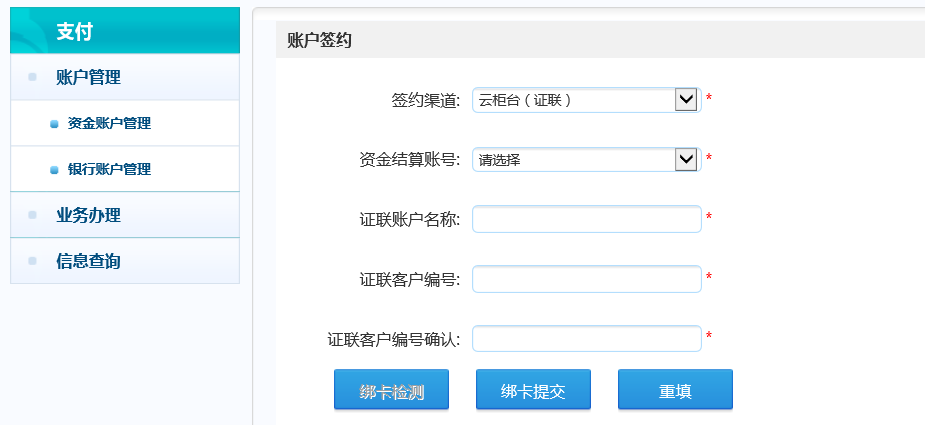 支付
账户管理
资金账户管理
银行账户管理
业务办理
信息查询
账户签约
签约渠道: 云柜台（证联） *
资金结算账号: 请选择 *
证联账户名称: *
证联客户编号: *
证联客户编号确认: *
绑卡检测 绑卡提交 重填